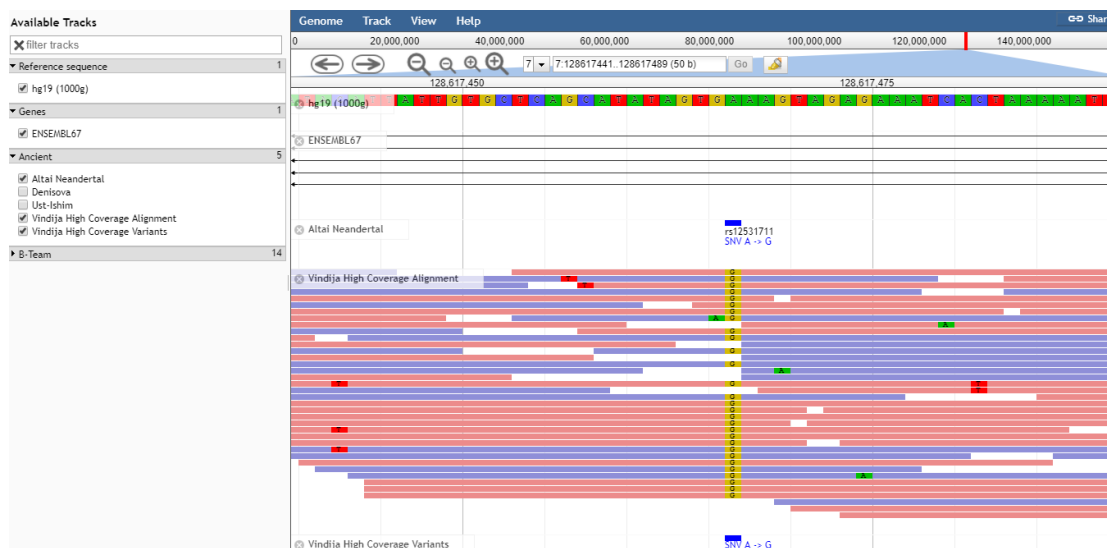 Available Tracks
filter tracks
Reference sequence 1
hg19 (1000g)
Genes 1
ENSEMBL67
Ancient 5
Altai Neandertal
Denisova
Ust-Ishim
Vindija High Coverage Alignment
Vindija High Coverage Variants
B-Team 14
Genome Track View Help Shar
0 20,000,000 40,000,000 60,000,000 80,000,000 100,000,000 120,000,000 140,000,000
7 7:128617441..128617489 (50 b) Go
128,617,450 128,617,475
hg19 (1000g) A T T G T G C T C A G C A T A T A G T G A A G T A G A G A A A T C A C T A A A A A T
ENSEMBL67
Altai Neandertal
rs12531711
SNV A -> G
Vindija High Coverage Alignment
G
T G
T G
G
G
G
G
A G
G A
G
G
G
G
A
T G T
T
G
G
G
G
G
T G
G
G
T G
G
G
G
G A
G
G
G
Vindija High Coverage Variants
SNV A -> G